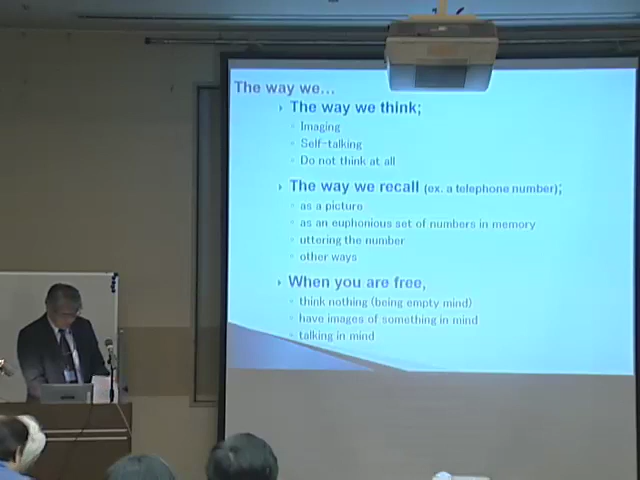 The way we...
The way we think;
Imaging
Self-talking
Do not think at all
The way we recall (ex. a telephone number);
as a picture
as an euphonious set of numbers in memory
uttering the number
other ways
When you are free,
think nothing (being empty mind)
have images of something in mind
talking in mind